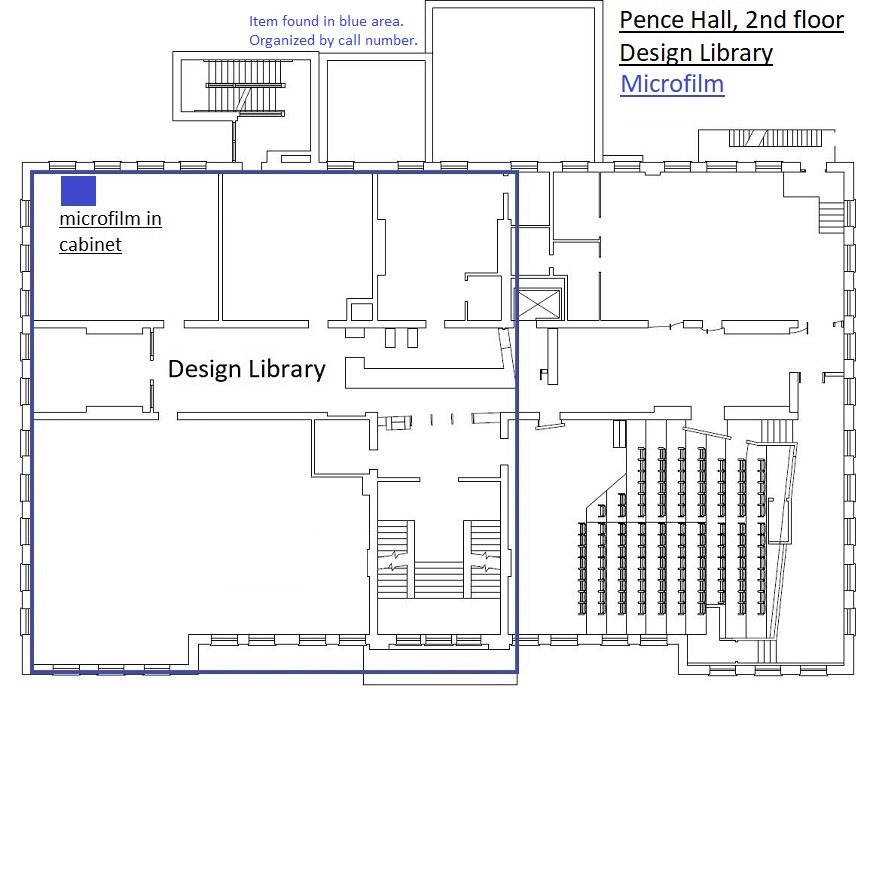 Item found in blue area.
Organized by call number.
Pence Hall, 2nd floor
Design Library
Microfilm
microfilm in
cabinet
Design Library